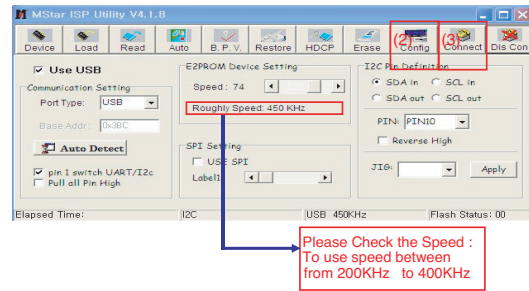 MStar ISP Utility V4.1.8
Device Load Read Auto B. P. V. Restore HDCP Erase Config Connect Dis Con
(2) (3)
Use USB
Communication Setting
Port Type: USB
Base Addr: 0x3BC
Auto Detect
pin 1 switch UART/I2c
Pull all Pin High
E2PROM Device Setting
Speed: 74
Roughly Speed: 450 KHz
SPI Setting
USE SPI
Label1
I2C Pin Definition
SDA in SCL in
SDA out SCL out
PIN: PIN10
Reverse High
JIG: Apply
Elapsed Time: I2C USB 450KHz Flash Status: 00
Please Check the Speed :
To use speed between
from 200KHz to 400KHz